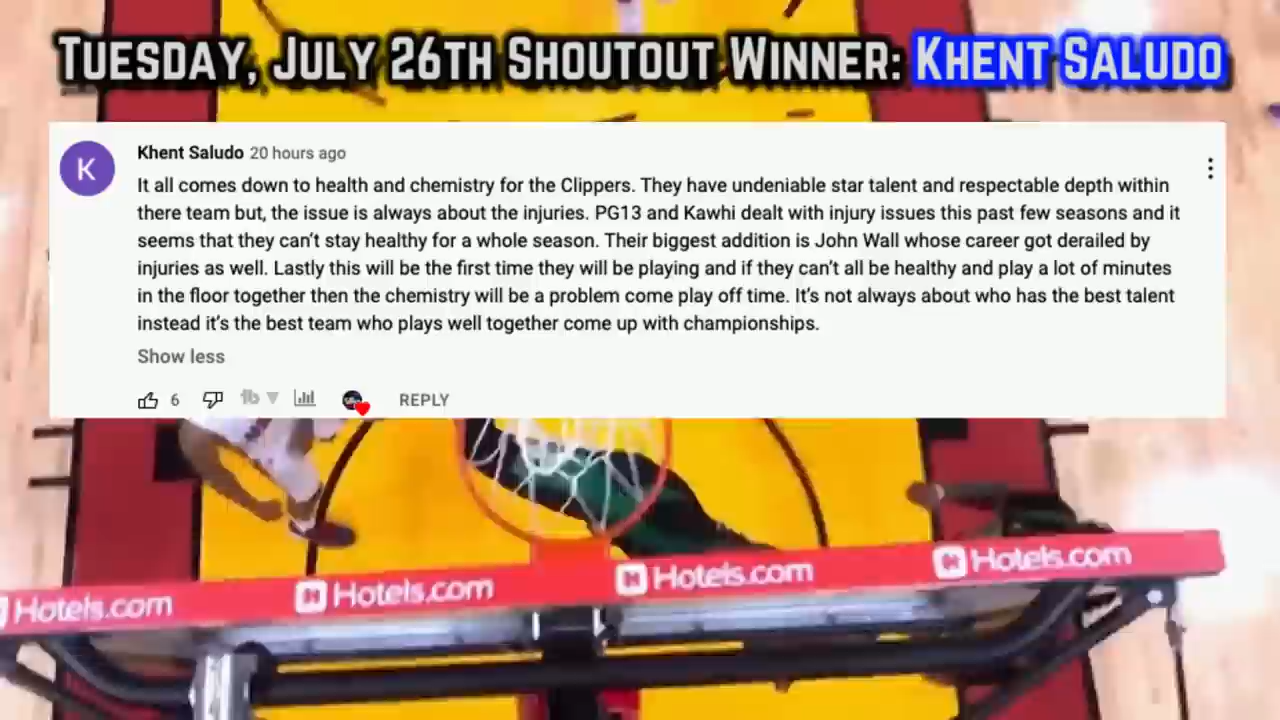 TUESDAY, JULY 26TH SHOUTOUT WINNER: KHENT SALUDO
K
Khent Saludo 20 hours ago
It all comes down to health and chemistry for the Clippers. They have undeniable star talent and respectable depth within
there team but, the issue is always about the injuries. PG13 and Kawhi dealt with injury issues this past few seasons and it
seems that they can't stay healthy for a whole season. Their biggest addition is John Wall whose career got derailed by
injuries as well. Lastly this will be the first time they will be playing and if they can't all be healthy and play a lot of minutes
in the floor together then the chemistry will be a problem come play off time. It's not always about who has the best talent
instead it's the best team who plays well together come up with championships.
Show less
6 REPLY
Hotels.com Hotels.com Hotels.com Hotels.com